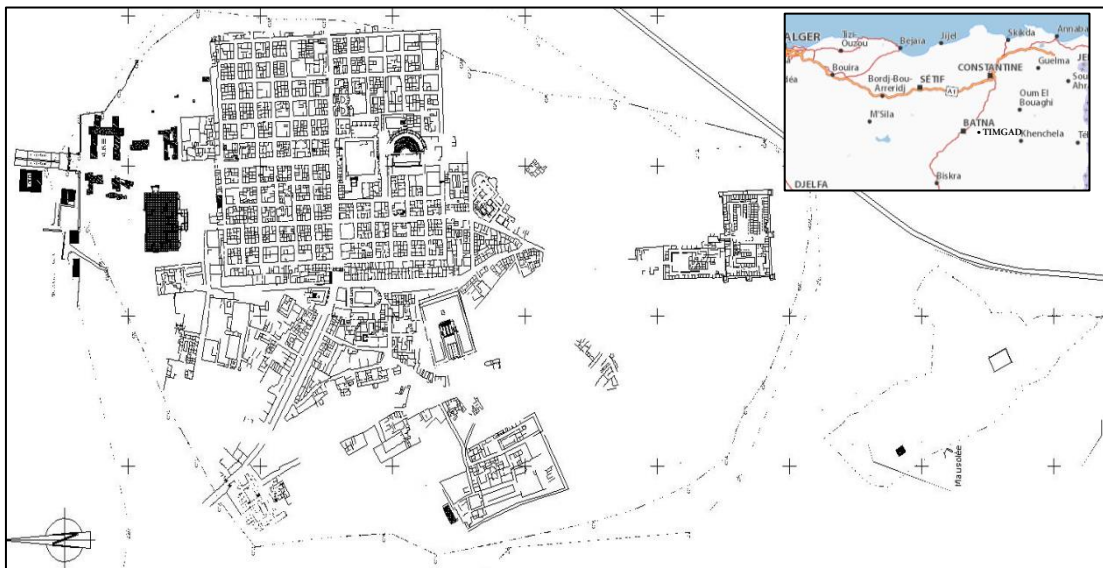 ALGER
Tizi-
Ouzou
Bejara
Jijel
Skikda
Annaba
Bouira
CONSTANTINE
Guelma
Bordj-Bou-
Arreridj
SÉTIF
A1
Oum El
Bouaghi
M'Sila
BATNA
TIMGAD
Khenchela
Biskra
DJELFA
Mausolée
N